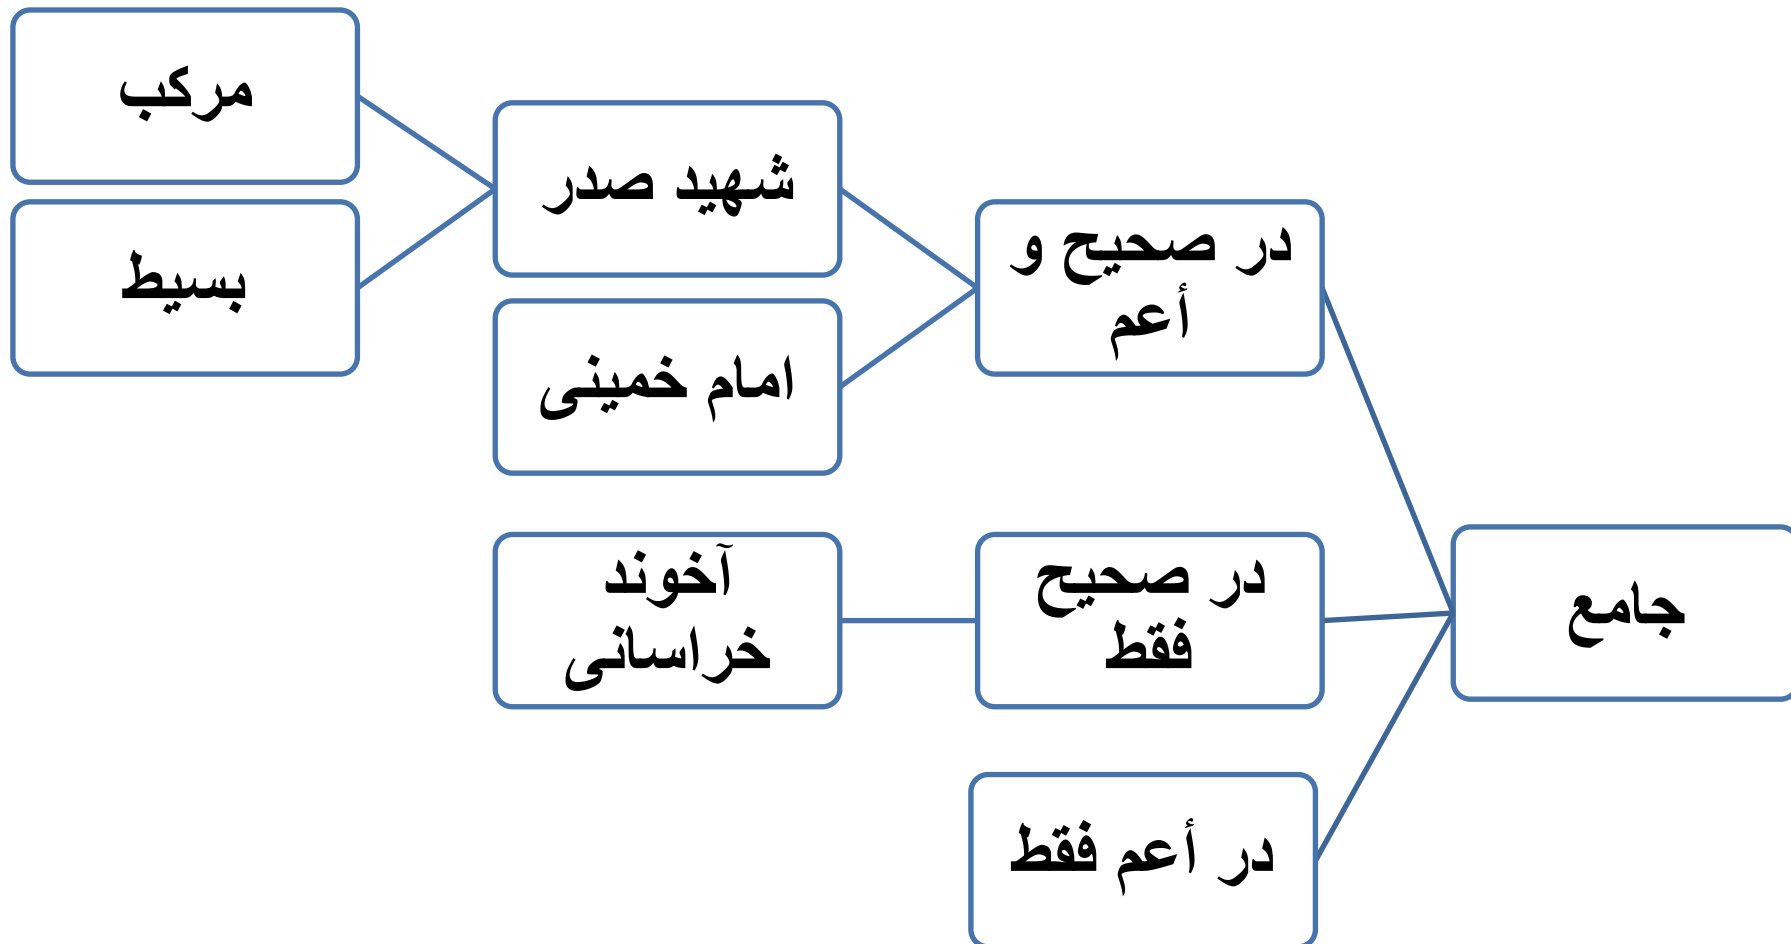 جامع
در صحیح و
أعم
شهید صدر
مرکب
بسیط
امام خمینی
در صحیح
فقط
آخوند
خراسانی
در أعم فقط